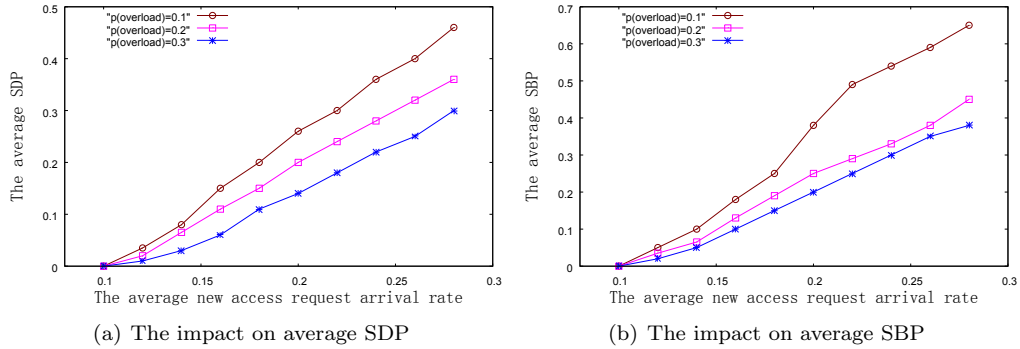 "p(overload)=0.1"
"p(overload)=0.2"
"p(overload)=0.3"
The average SDP
0.5
0.4
0.3
0.2
0.1
0
0.1
0.15
0.2
0.25
0.3
The average new access request arrival rate
(a) The impact on average SDP
"p(overload)=0.1"
"p(overload)=0.2"
"p(overload)=0.3"
The average SBP
0.7
0.6
0.5
0.4
0.3
0.2
0.1
0
0.1
0.15
0.2
0.25
0.3
The average new access request arrival rate
(b) The impact on average SBP